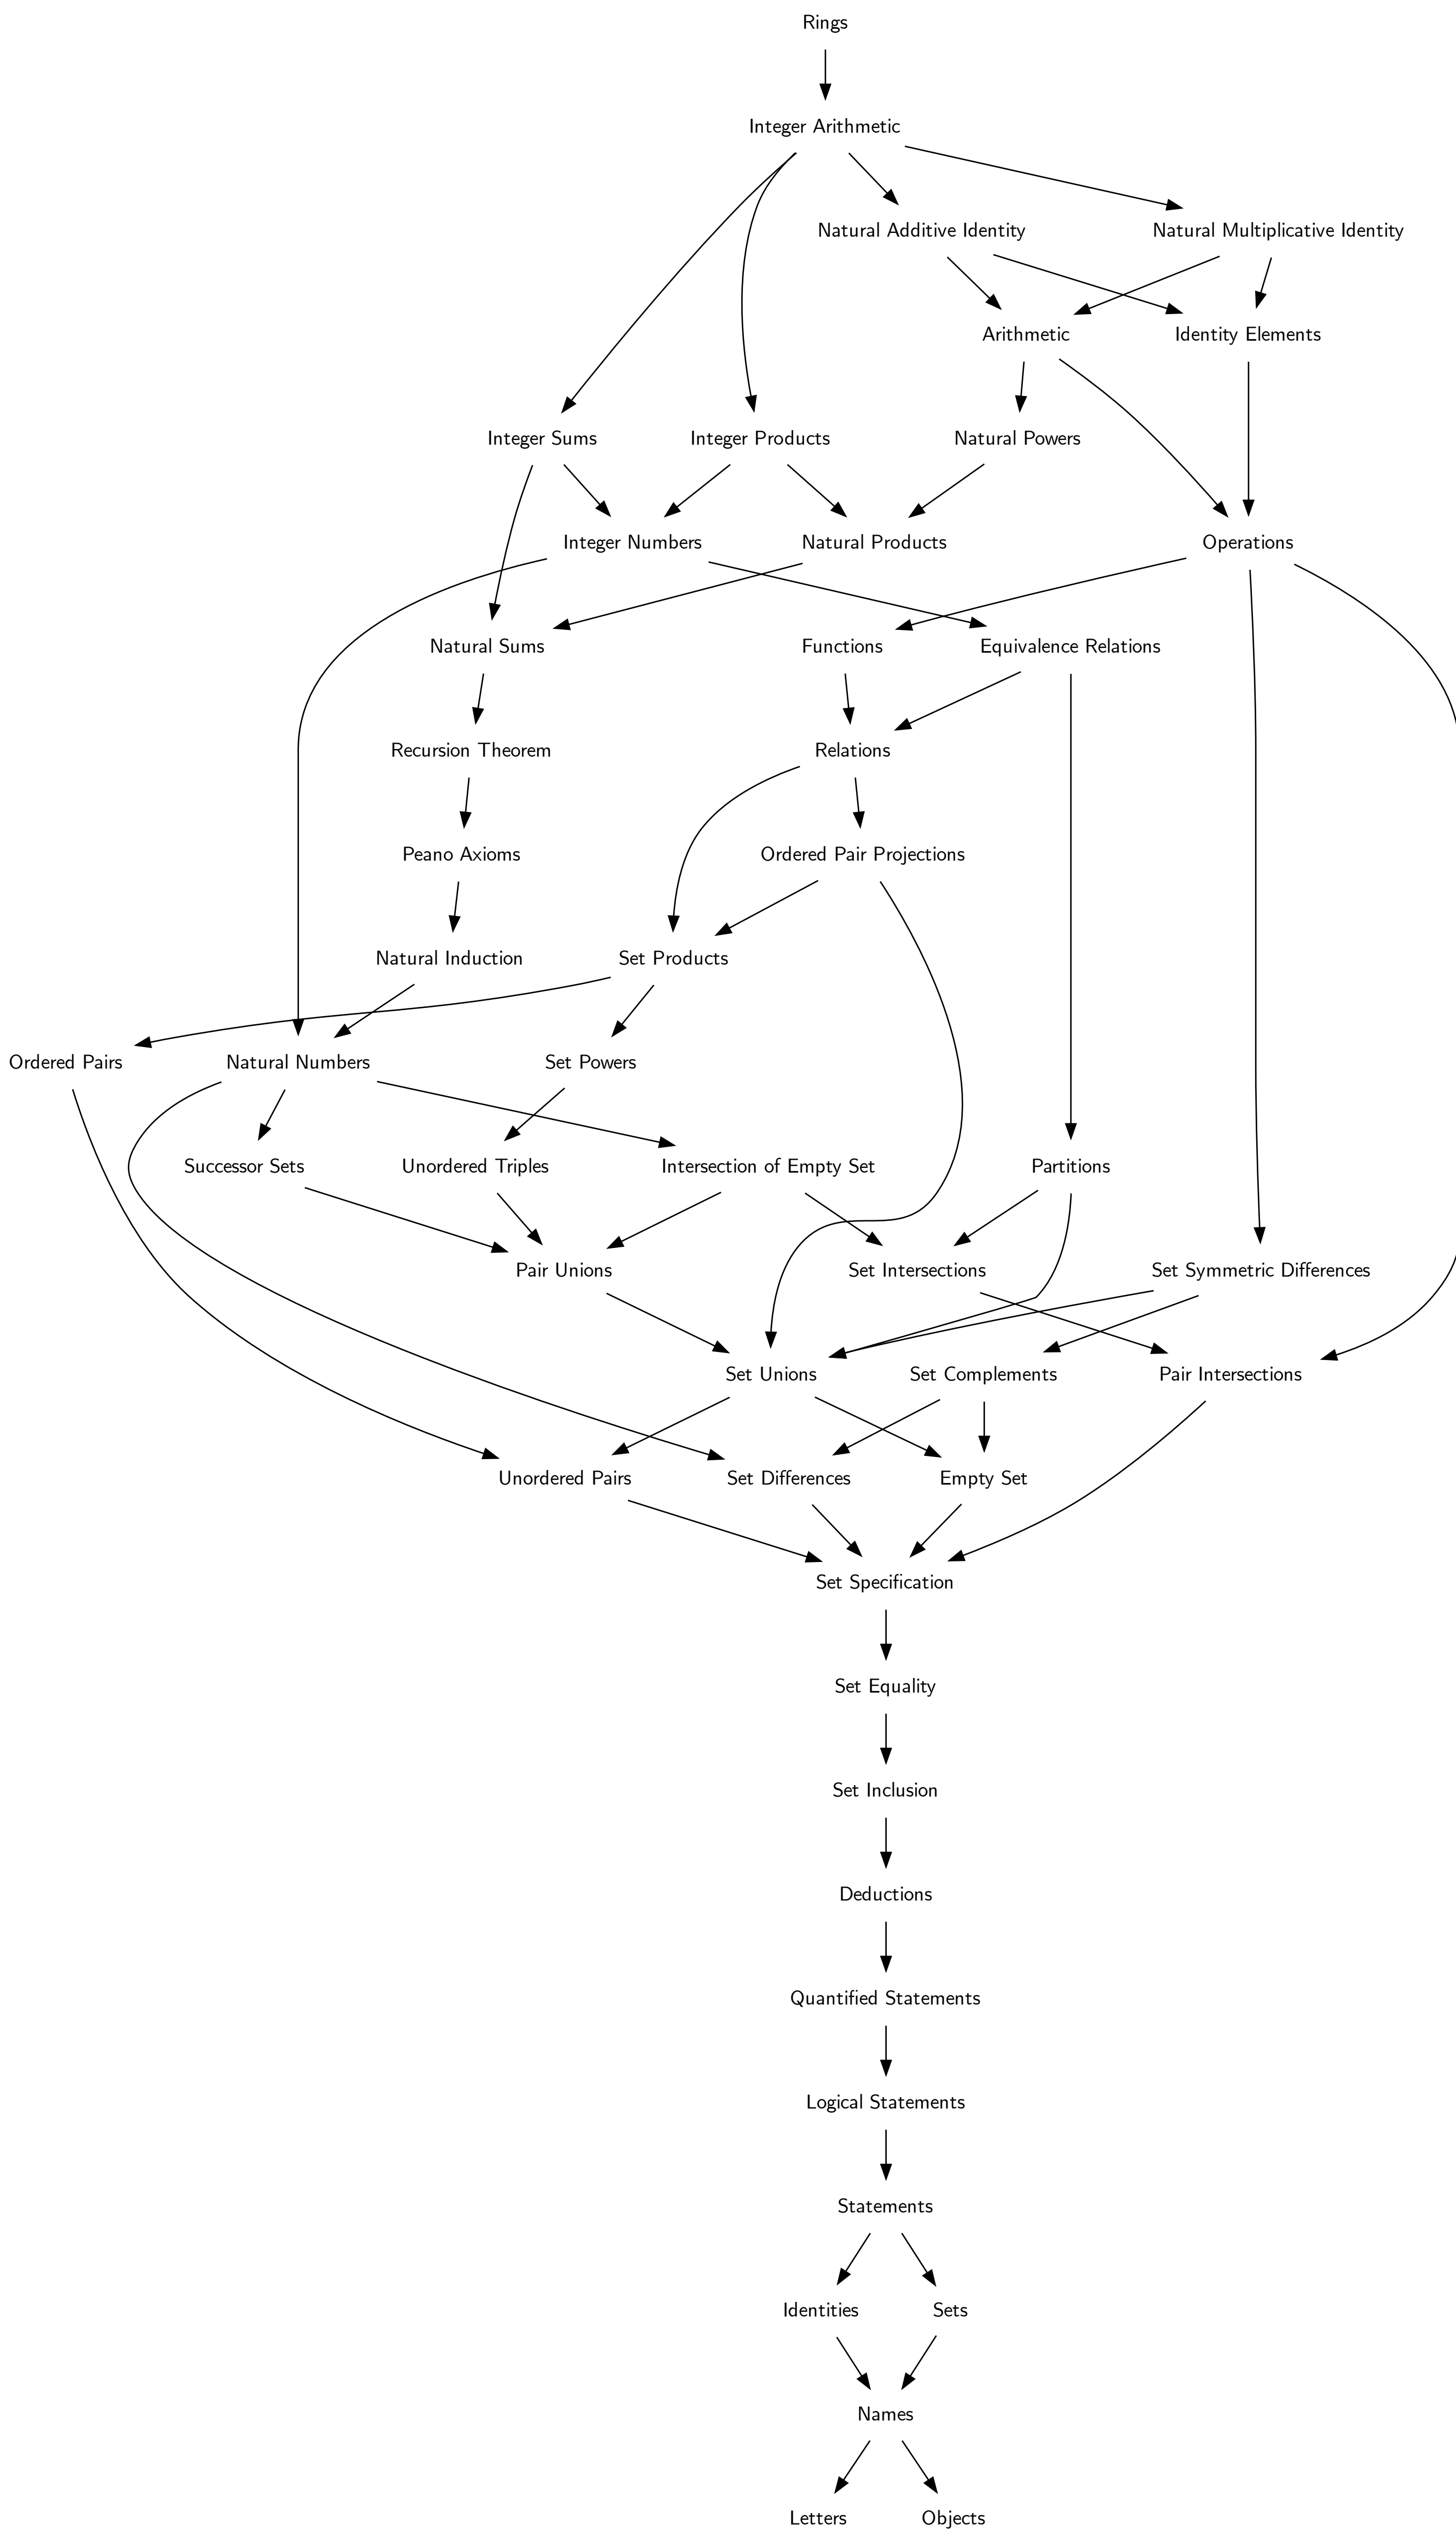 Rings
Integer Arithmetic
Natural Additive Identity
Natural Multiplicative Identity
Arithmetic
Identity Elements
Integer Sums
Integer Products
Natural Powers
Integer Numbers
Natural Products
Operations
Natural Sums
Functions
Equivalence Relations
Recursion Theorem
Relations
Peano Axioms
Ordered Pair Projections
Natural Induction
Set Products
Ordered Pairs
Natural Numbers
Set Powers
Successor Sets
Unordered Triples
Intersection of Empty Set
Partitions
Pair Unions
Set Intersections
Set Symmetric Differences
Set Unions
Set Complements
Pair Intersections
Unordered Pairs
Set Differences
Empty Set
Set Specification
Set Equality
Set Inclusion
Deductions
Quantified Statements
Logical Statements
Statements
Identities
Sets
Names
Letters
Objects